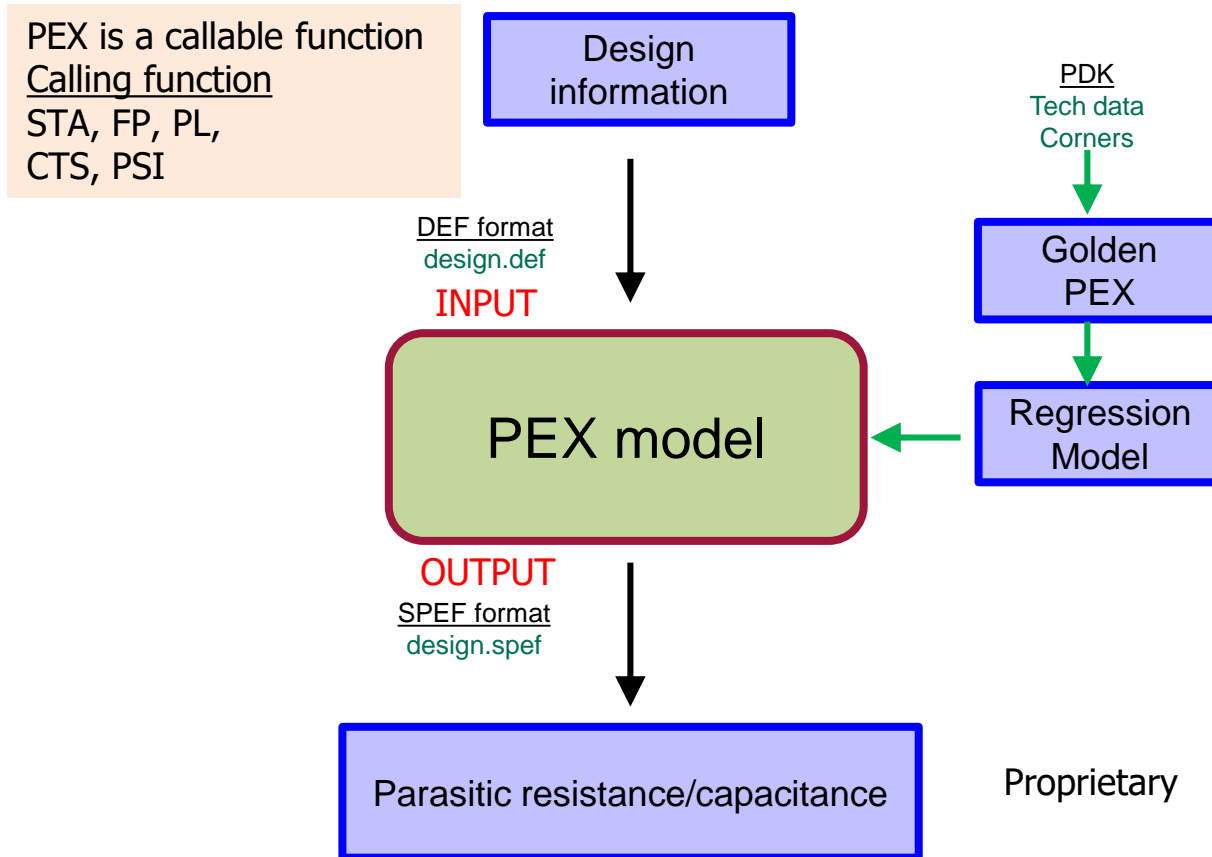 PEX is a callable function
Calling function
STA, FP, PL,
CTS, PSI
Design
information
PDK
Tech data
Corners
DEF format
design.def
INPUT
Golden
PEX
PEX model
Regression
Model
OUTPUT
SPEF format
design.spef
Parasitic resistance/capacitance
Proprietary